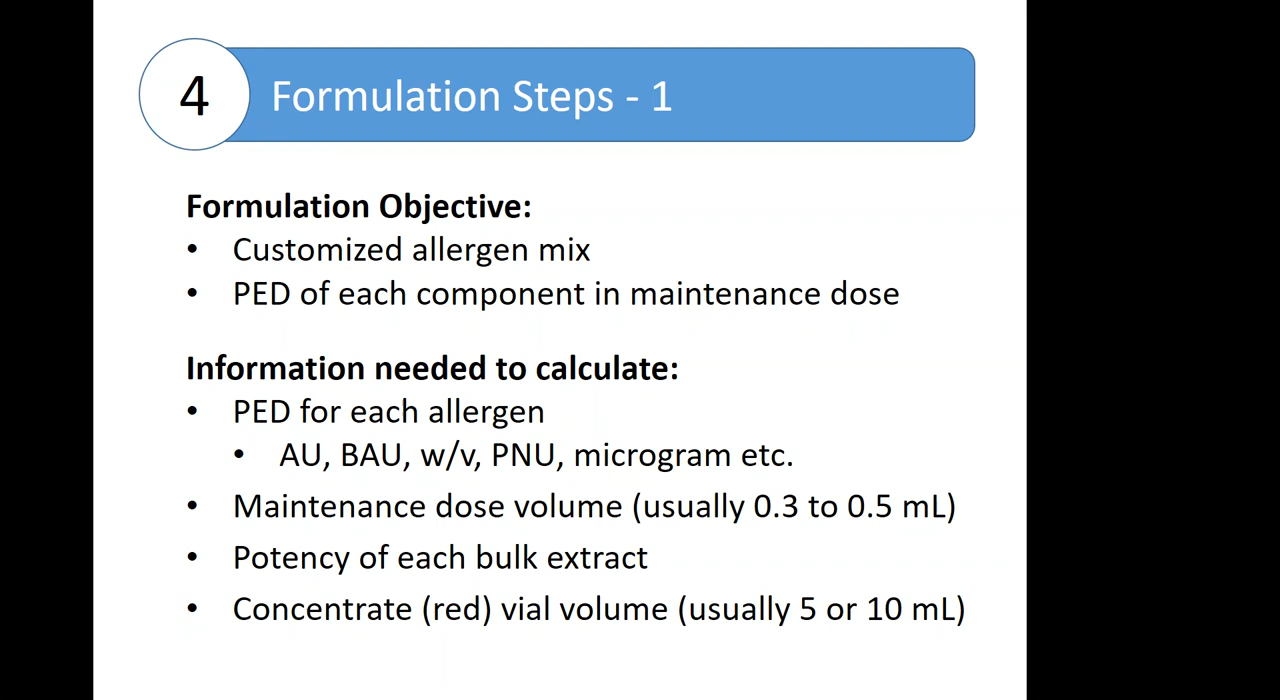 4
Formulation Steps - 1
Formulation Objective:
• Customized allergen mix
• PED of each component in maintenance dose
Information needed to calculate:
• PED for each allergen
• AU, BAU, w/v, PNU, microgram etc.
• Maintenance dose volume (usually 0.3 to 0.5 mL)
• Potency of each bulk extract
• Concentrate (red) vial volume (usually 5 or 10 mL)